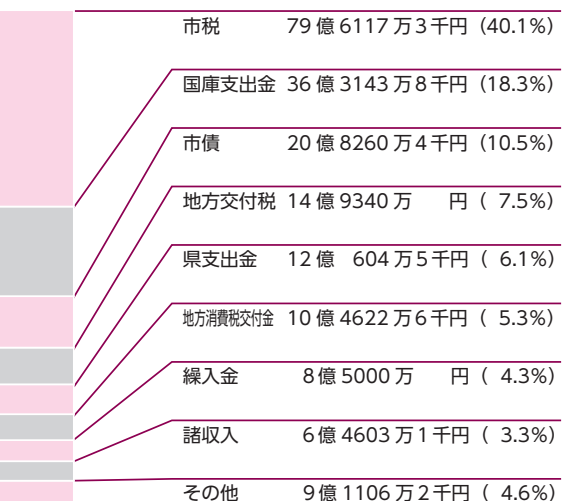 市税 79億6117万3千円（40.1%）
国庫支出金 36億3143万8千円（18.3%）
市債 20億8260万4千円（10.5%）
地方交付税 14億9340万　円（ 7.5%）
県支出金 12億 604万5千円（ 6.1%）
地方消費税交付金 10億4622万6千円（ 5.3%）
繰入金 8億5000万　円（ 4.3%）
諸収入 6億4603万1千円（ 3.3%）
その他 9億1106万2千円（ 4.6%）